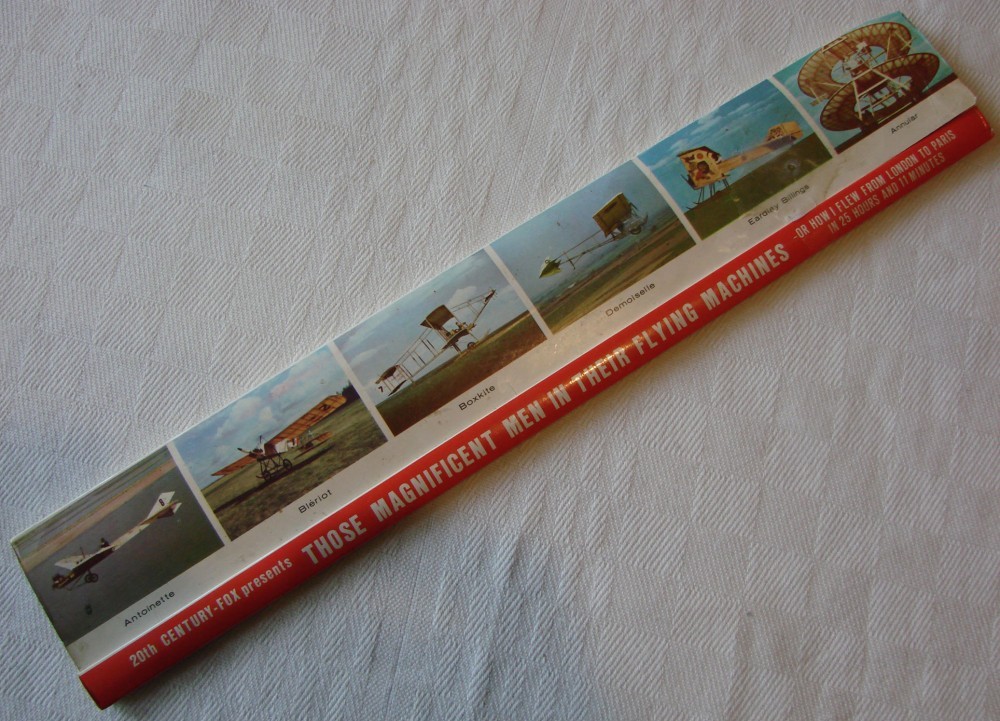 Antoinette
Blériot
Boxkite
Demoiselle
Eardley Billings
Annular
20th CENTURY-FOX presents THOSE MAGNIFICENT MEN IN THEIR FLYING MACHINES
-OR HOW I FLEW FROM LONDON TO PARIS
IN 25 HOURS AND 11 MINUTES
7